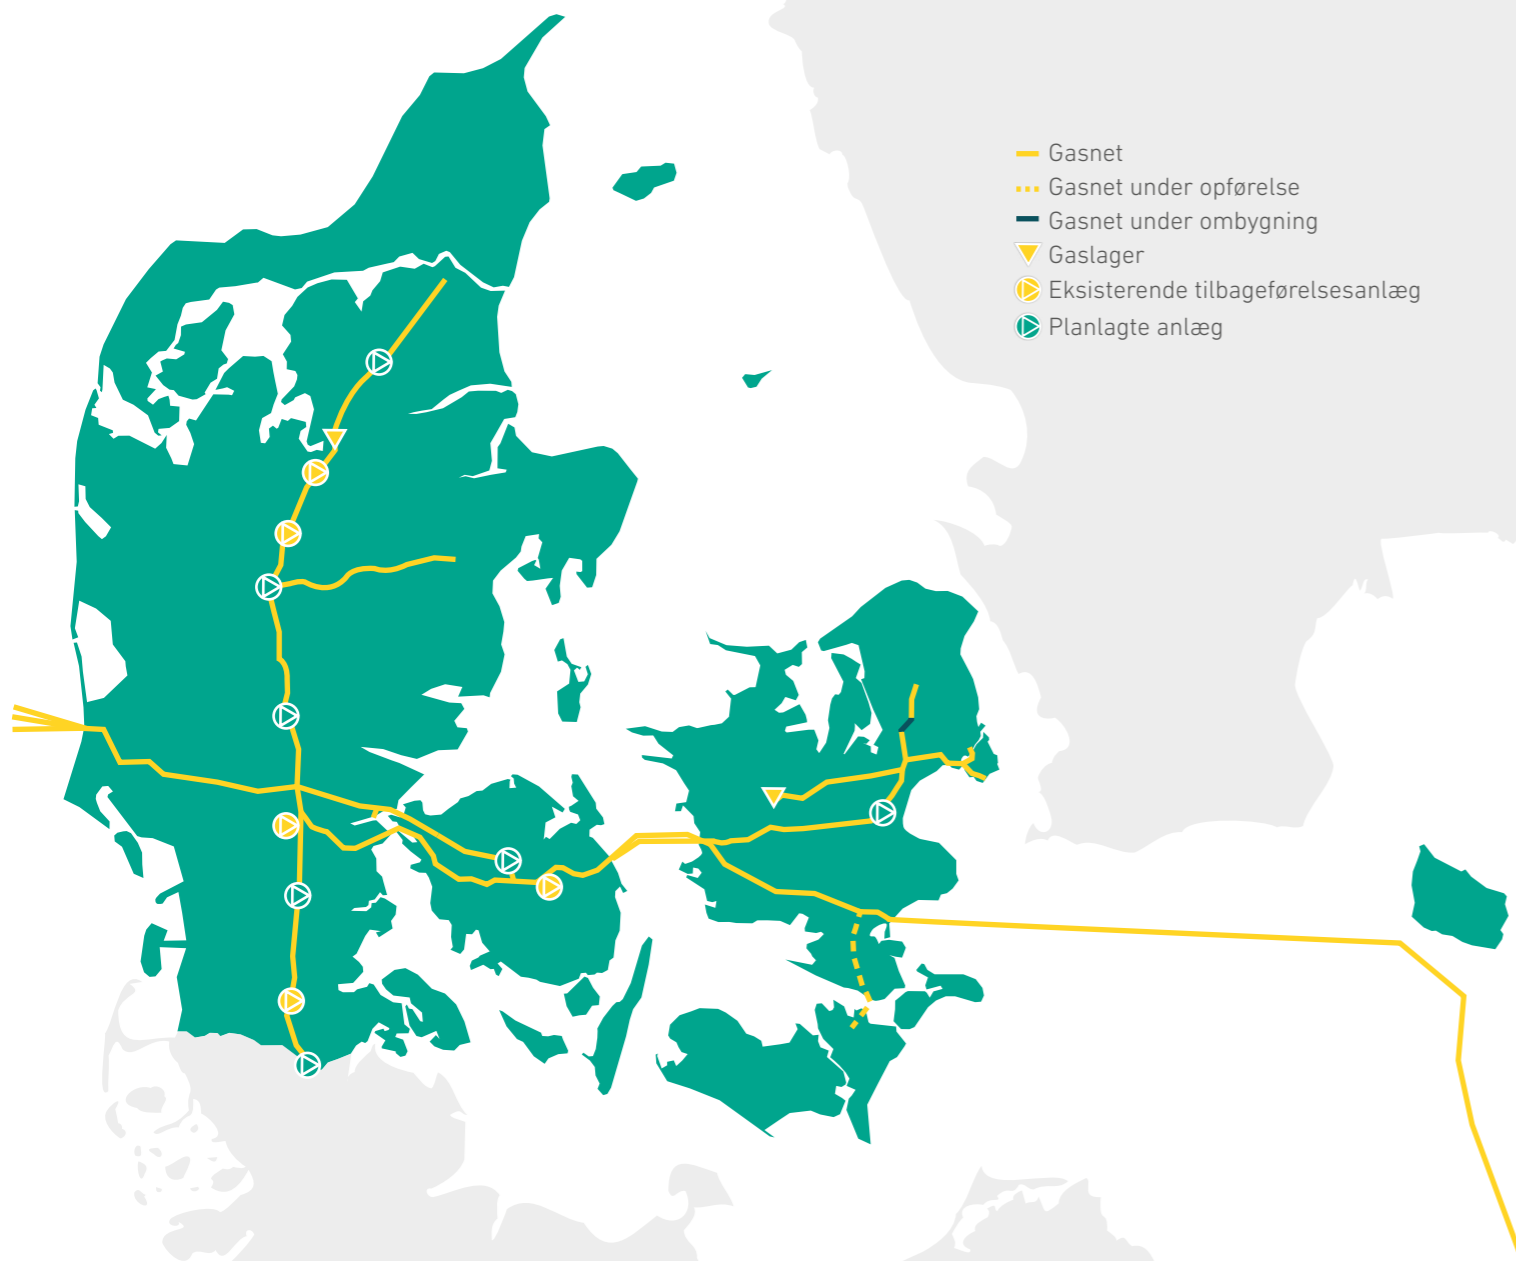 Gasnet
Gasnet under opførelse
Gasnet under ombygning
Gaslager
Eksisterende tilbageførelsesanlæg
Planlagte anlæg